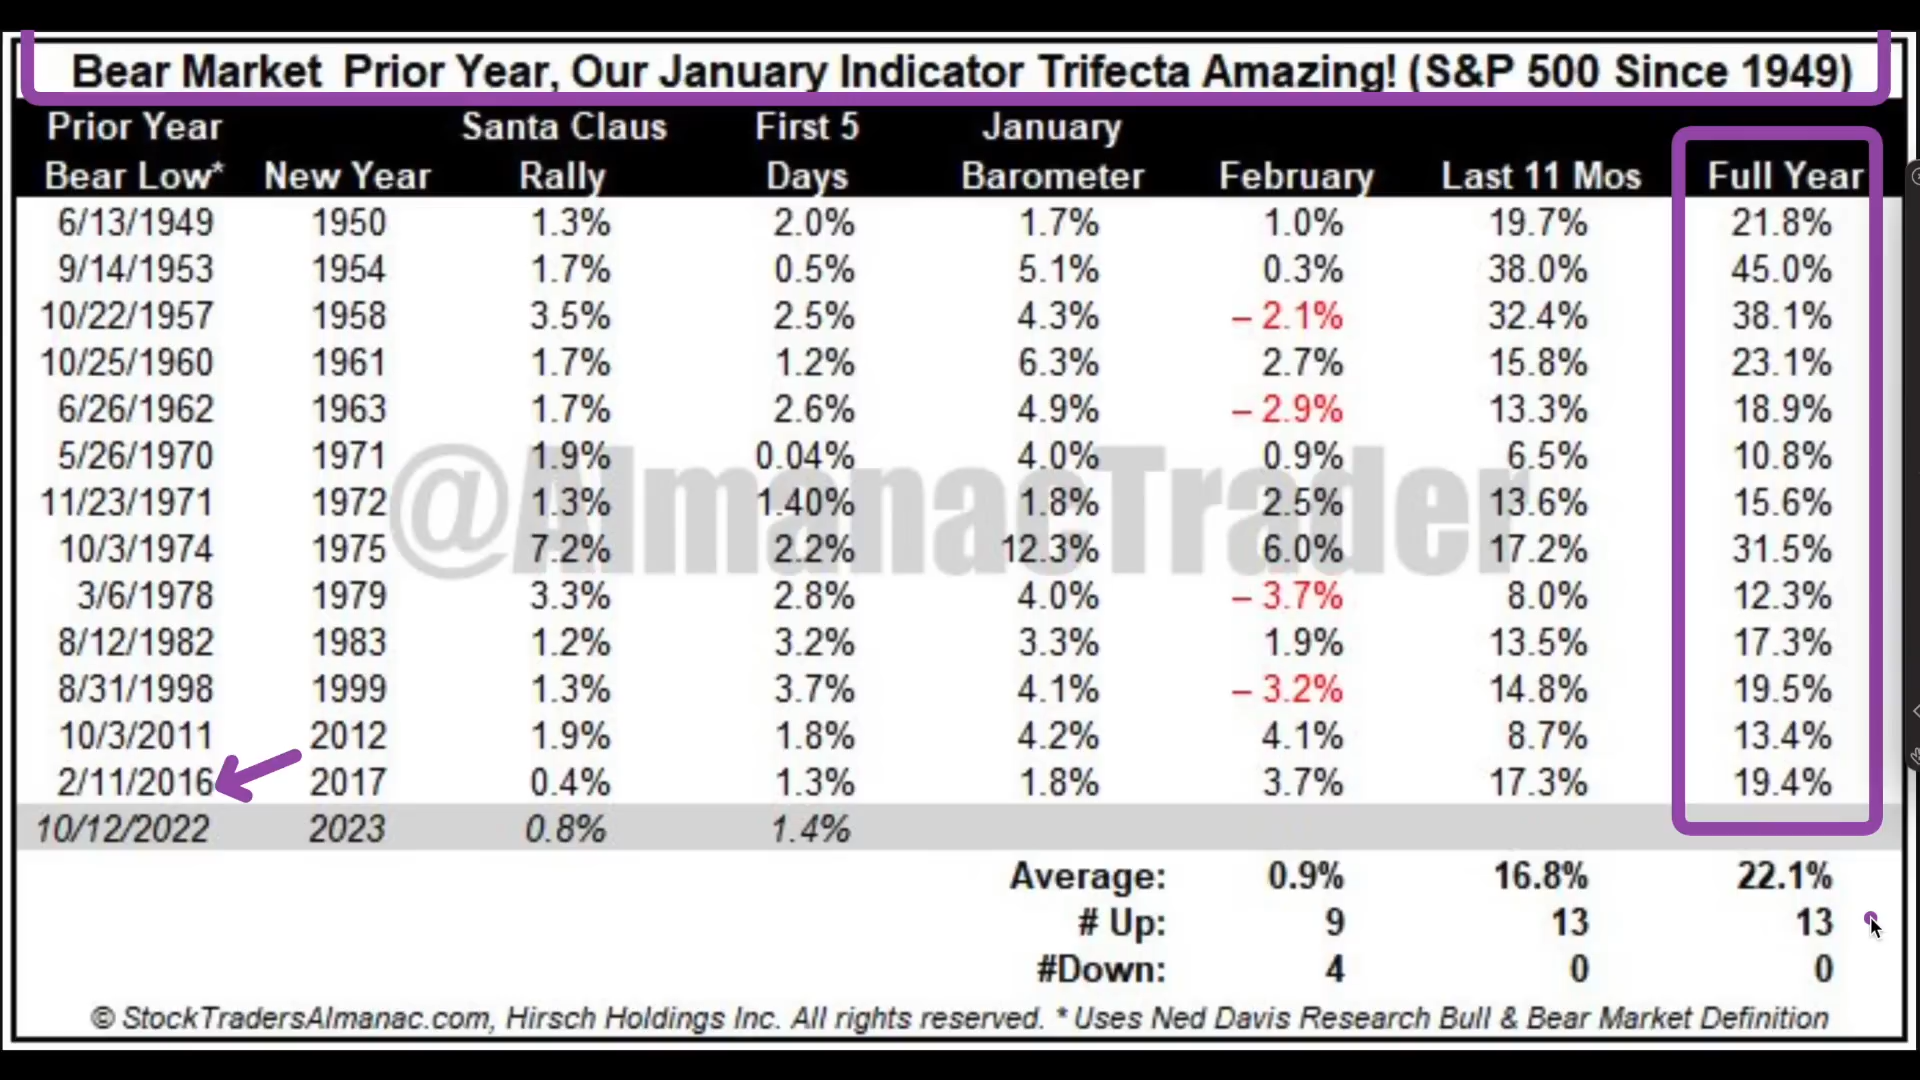 Bear Market Prior Year, Our January Indicator Trifecta Amazing! (S&P 500 Since 1949)
Prior Year Santa Claus First 5 January
Bear Low* New Year Rally Days Barometer February Last 11 Mos Full Year
6/13/1949 1950 1.3% 2.0% 1.7% 1.0% 19.7% 21.8%
9/14/1953 1954 1.7% 0.5% 5.1% 0.3% 38.0% 45.0%
10/22/1957 1958 3.5% 2.5% 4.3% – 2.1% 32.4% 38.1%
10/25/1960 1961 1.7% 1.2% 6.3% 2.7% 15.8% 23.1%
6/26/1962 1963 1.7% 2.6% 4.9% – 2.9% 13.3% 18.9%
5/26/1970 1971 1.9% 0.04% 4.0% 0.9% 6.5% 10.8%
11/23/1971 1972 1.3% 1.40% 1.8% 2.5% 13.6% 15.6%
@AlmanacTrader
10/3/1974 1975 7.2% 2.2% 12.3% 6.0% 17.2% 31.5%
3/6/1978 1979 3.3% 2.8% 4.0% – 3.7% 8.0% 12.3%
8/12/1982 1983 1.2% 3.2% 3.3% 1.9% 13.5% 17.3%
8/31/1998 1999 1.3% 3.7% 4.1% – 3.2% 14.8% 19.5%
10/3/2011 2012 1.9% 1.8% 4.2% 4.1% 8.7% 13.4%
2/11/2016 2017 0.4% 1.3% 1.8% 3.7% 17.3% 19.4%
10/12/2022 2023 0.8% 1.4%
Average: 0.9% 16.8% 22.1%
# Up: 9 13 13
#Down: 4 0 0
© StockTradersAlmanac.com, Hirsch Holdings Inc. All rights reserved. * Uses Ned Davis Research Bull & Bear Market Definition